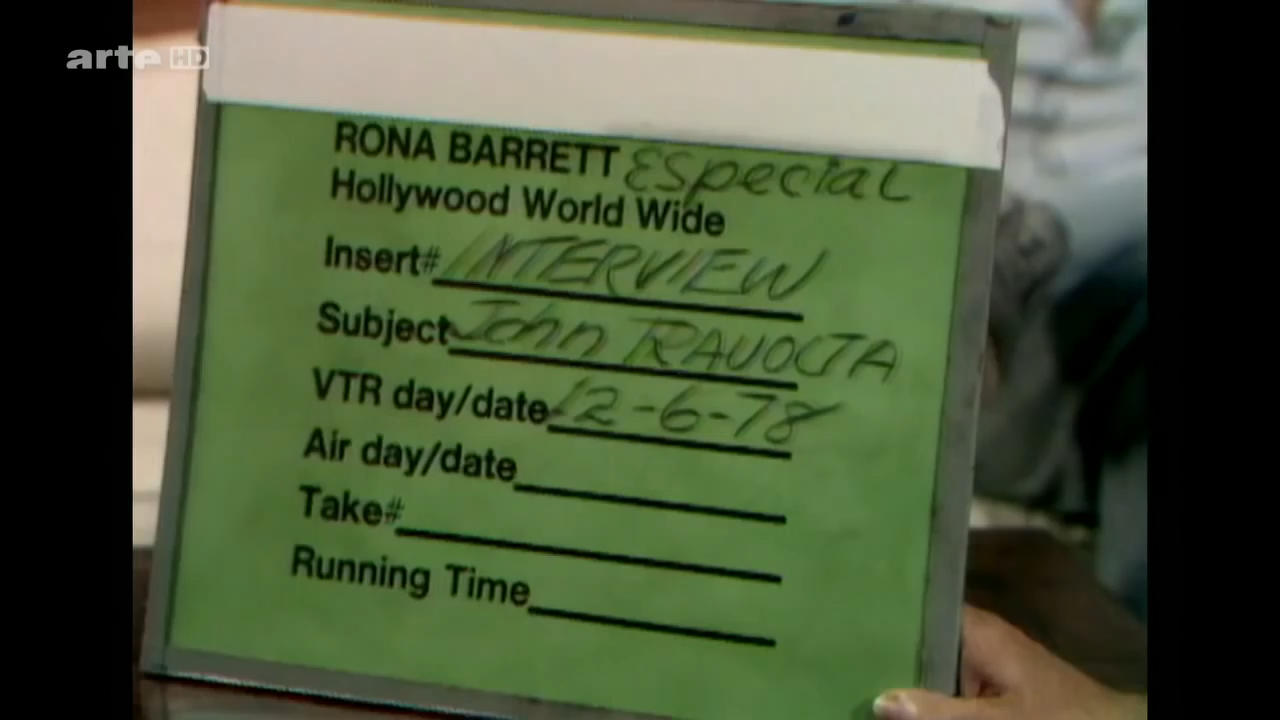 arte HD
RONA BARRETT Especial
Hollywood World Wide
Insert# INTERVIEW
Subject John TRAVOLTA
VTR day/date 12-6-78
Air day/date
Take#
Running Time